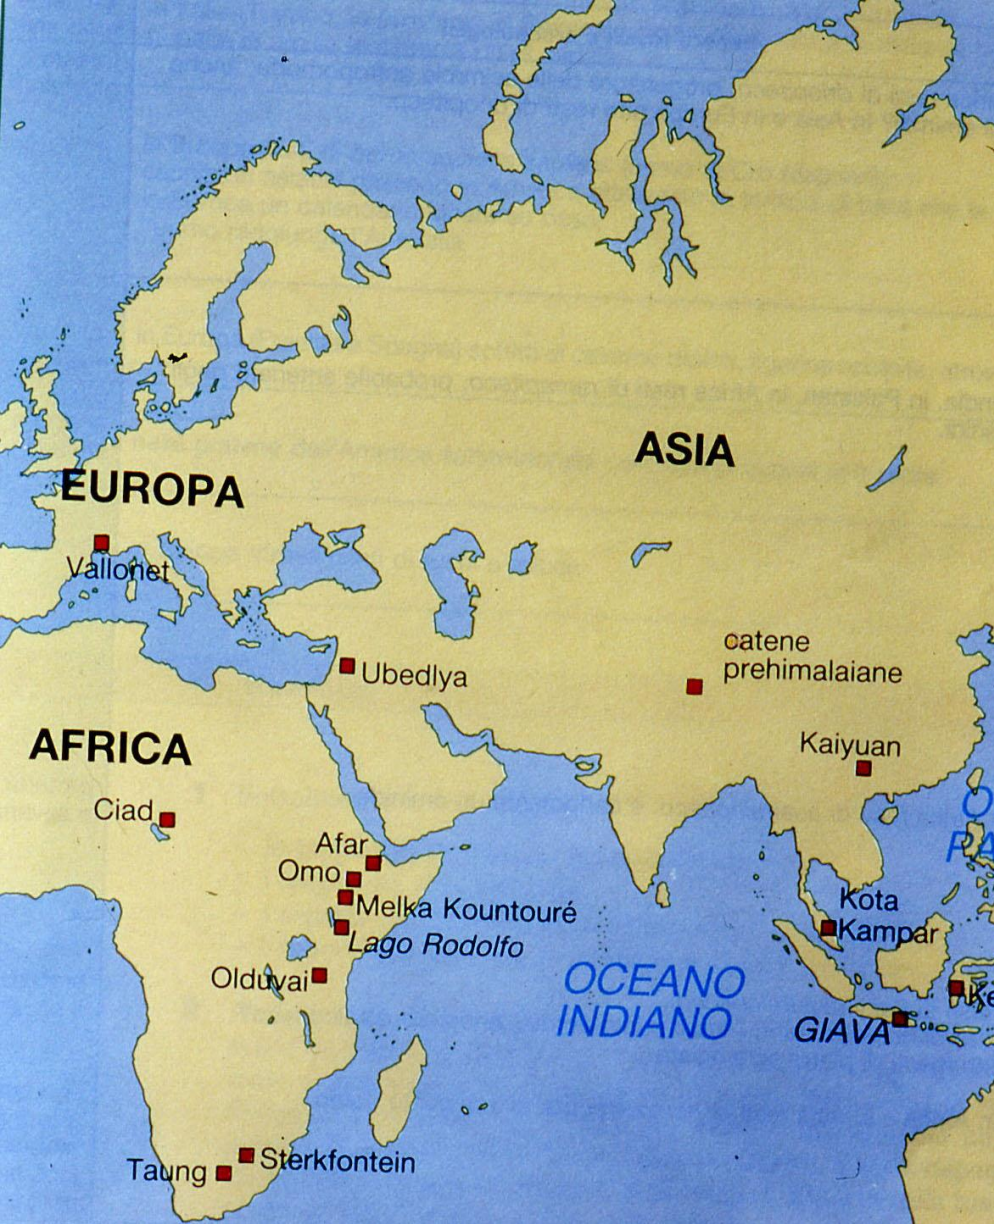 ASIA
EUROPA
Vallonet
catene
prehimalaiane
Ubedlya
AFRICA
Kaiyuan
Ciad
Afar
Omo
Kota
Melka Kountouré
Kampar
Lago Rodolfo
Olduvai
OCEANO
INDIANO
GIAVA
Sterkfontein
Taung